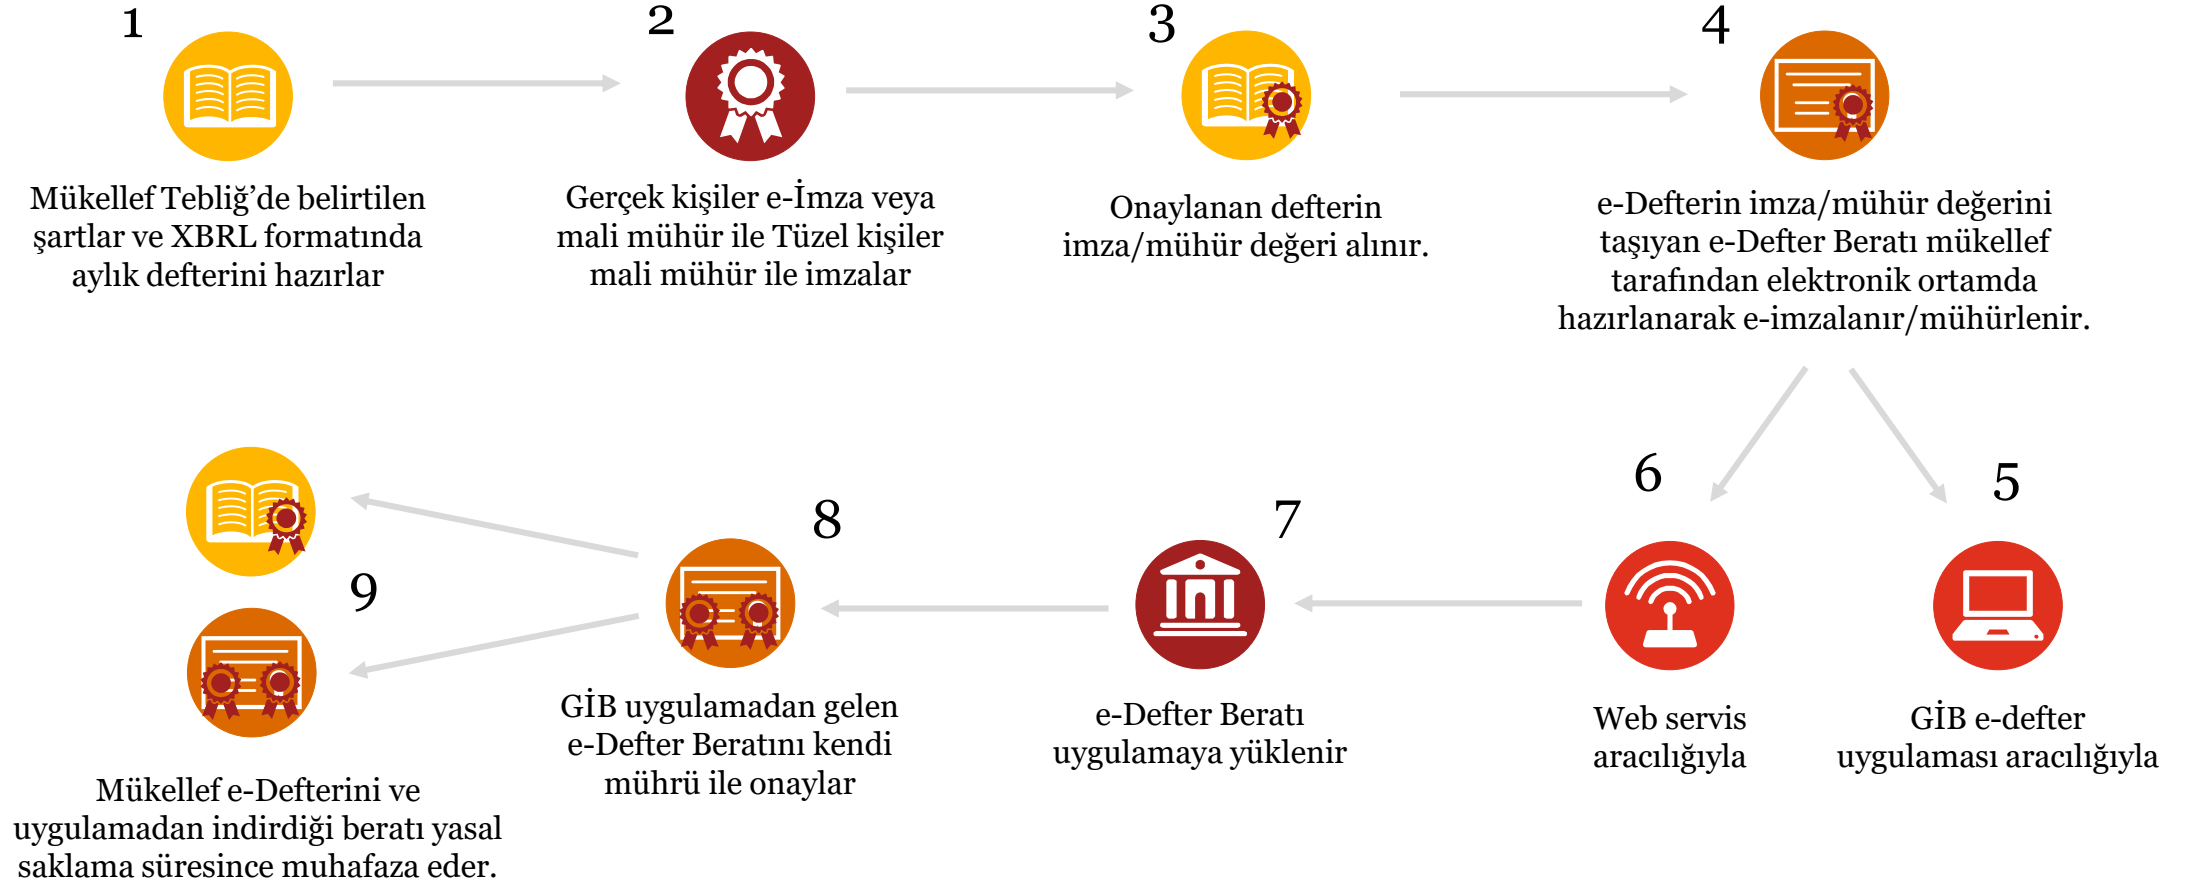 1
Mükellef Tebliğ’de belirtilen
şartlar ve XBRL formatında
aylık defterini hazırlar
2
Gerçek kişiler e-İmza veya
mali mühür ile Tüzel kişiler
mali mühür ile imzalar
3
Onaylanan defterin
imza/mühür değeri alınır.
4
e-Defterin imza/mühür değerini
taşıyan e-Defter Beratı mükellef
tarafından elektronik ortamda
hazırlanarak e-imzalanır/mühürlenir.
5
GİB e-defter
uygulaması aracılığıyla
6
Web servis
aracılığıyla
7
e-Defter Beratı
uygulamaya yüklenir
8
GİB uygulamadan gelen
e-Defter Beratını kendi
mührü ile onaylar
9
Mükellef e-Defterini ve
uygulamadan indirdiği beratı yasal
saklama süresince muhafaza eder.